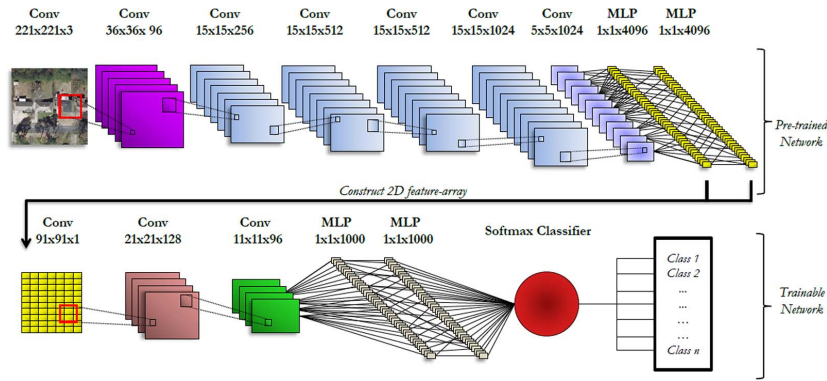 Conv Conv Conv Conv Conv Conv Conv MLP MLP
221x221x3 36x36x 96 15x15x256 15x15x512 15x15x512 15x15x1024 5x5x1024 1x1x4096 1x1x4096
Pre-trained
Network
Construct 2D feature-array
Conv Conv Conv MLP MLP Softmax Classifier
91x91x1 21x21x128 11x11x96 1x1x1000 1x1x1000
Class 1
Class 2
...
...
...
...
Class n
Trainable
Network